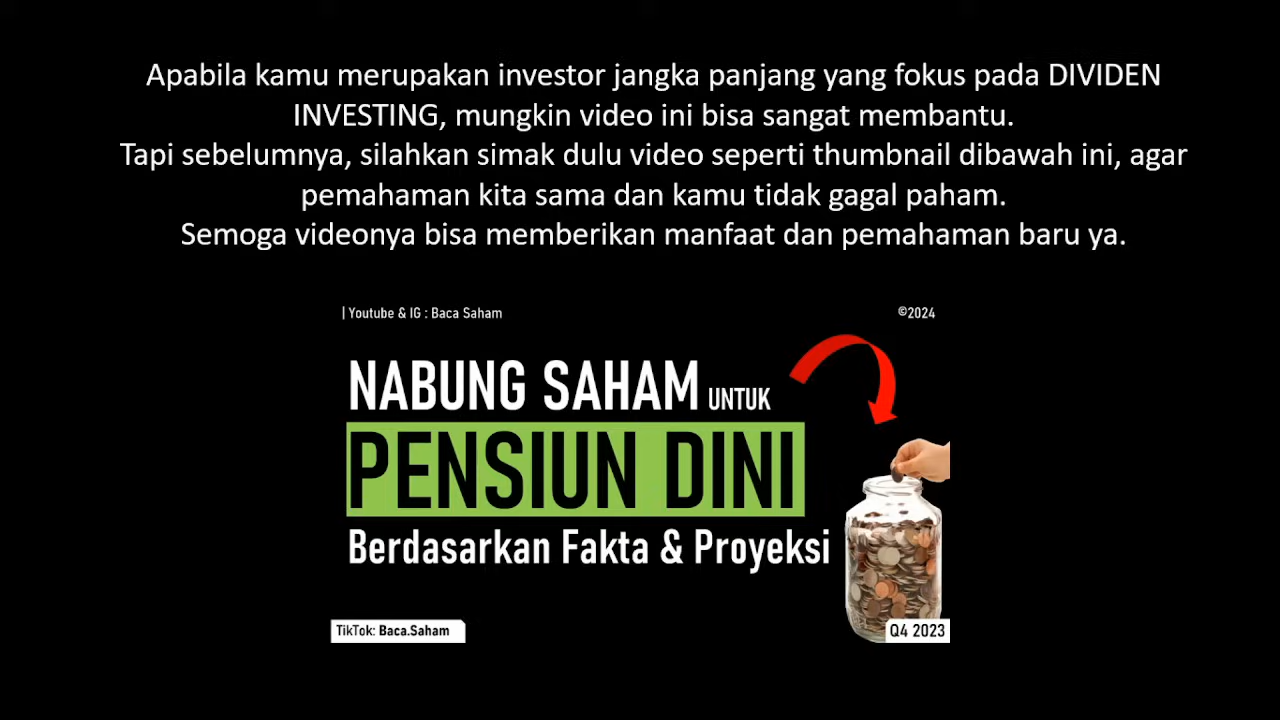 Apabila kamu merupakan investor jangka panjang yang fokus pada DIVIDEN
INVESTING, mungkin video ini bisa sangat membantu.
Tapi sebelumnya, silahkan simak dulu video seperti thumbnail dibawah ini, agar
pemahaman kita sama dan kamu tidak gagal paham.
Semoga videonya bisa memberikan manfaat dan pemahaman baru ya.
| Youtube & IG : Baca Saham
©2024
NABUNG SAHAM UNTUK
PENSIUN DINI
Berdasarkan Fakta & Proyeksi
TikTok: Baca.Saham
Q4 2023